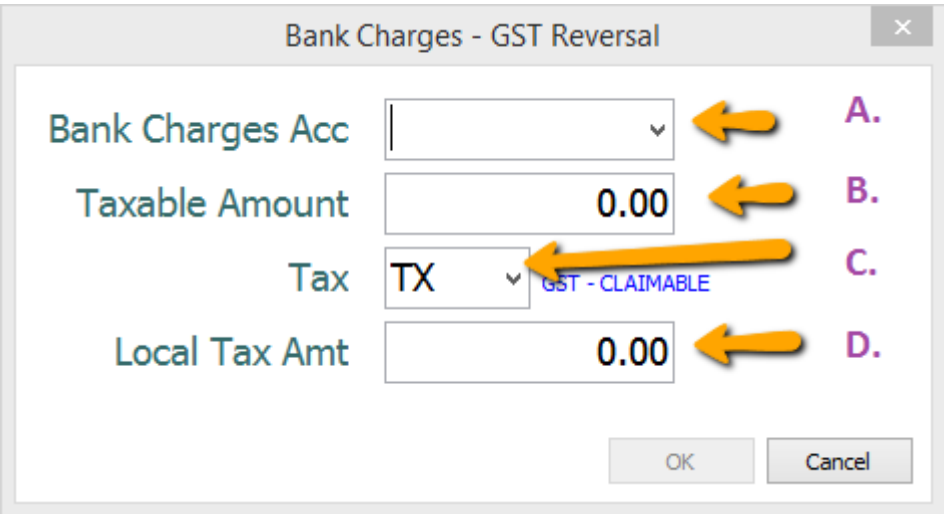 Bank Charges - GST Reversal ×
Bank Charges Acc A.
Taxable Amount 0.00 B.
Tax TX GST - CLAIMABLE C.
Local Tax Amt 0.00 D.
OK Cancel